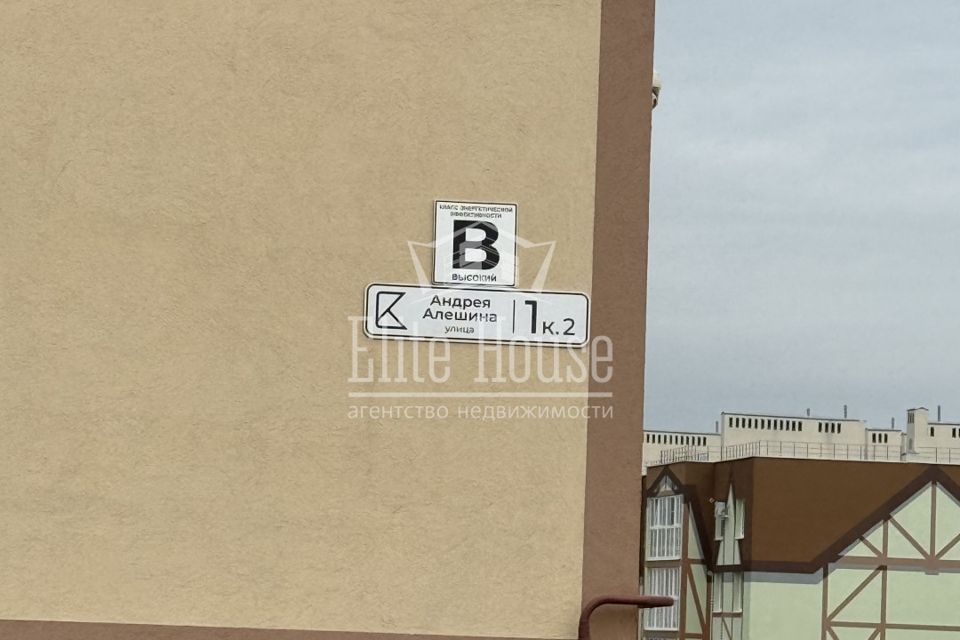 КЛАСС ЭНЕРГЕТИЧЕСКОЙ
ЭФФЕКТИВНОСТИ
B
ВЫСОКИЙ
Андрея
Алешина
улица
1 к. 2
Elite House
агентство недвижимости